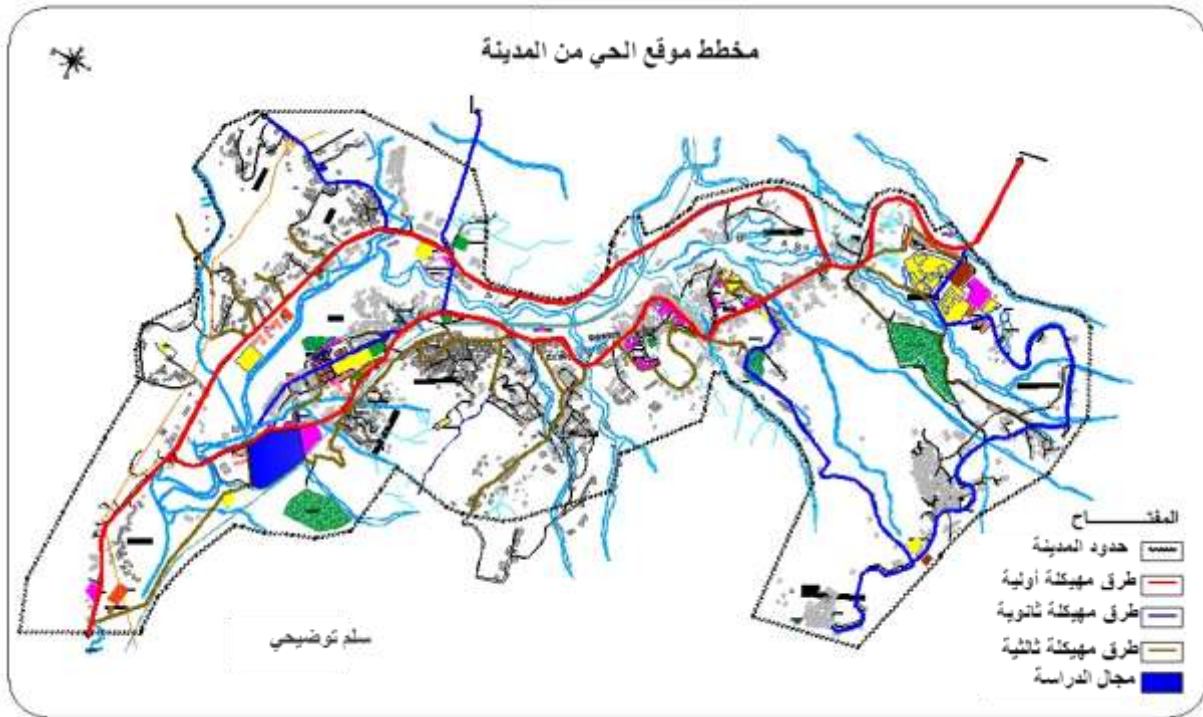 مخطط موقع الحي من المدينة
المفتـــــــاح
حدود المدينة
طرق مهيكلة أولية
طرق مهيكلة ثانوية
طرق مهيكلة ثالثية
مجال الدراسة
سلم توضيحي